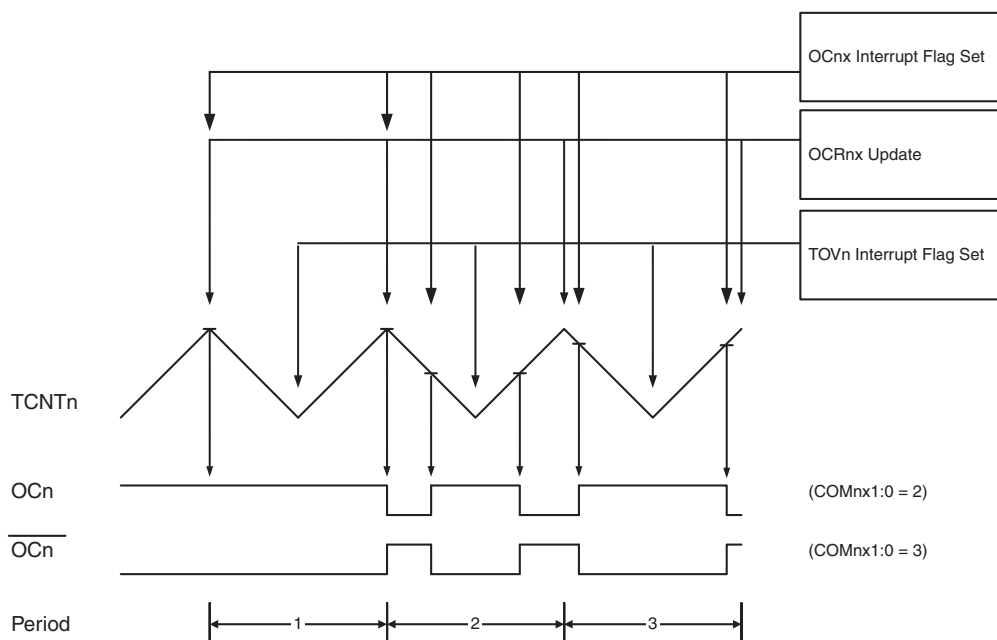 OCnx Interrupt Flag Set
OCRnx Update
TOVn Interrupt Flag Set
TCNTn
OCn
(COMnx1:0 = 2)
OCn
(COMnx1:0 = 3)
Period
1
2
3